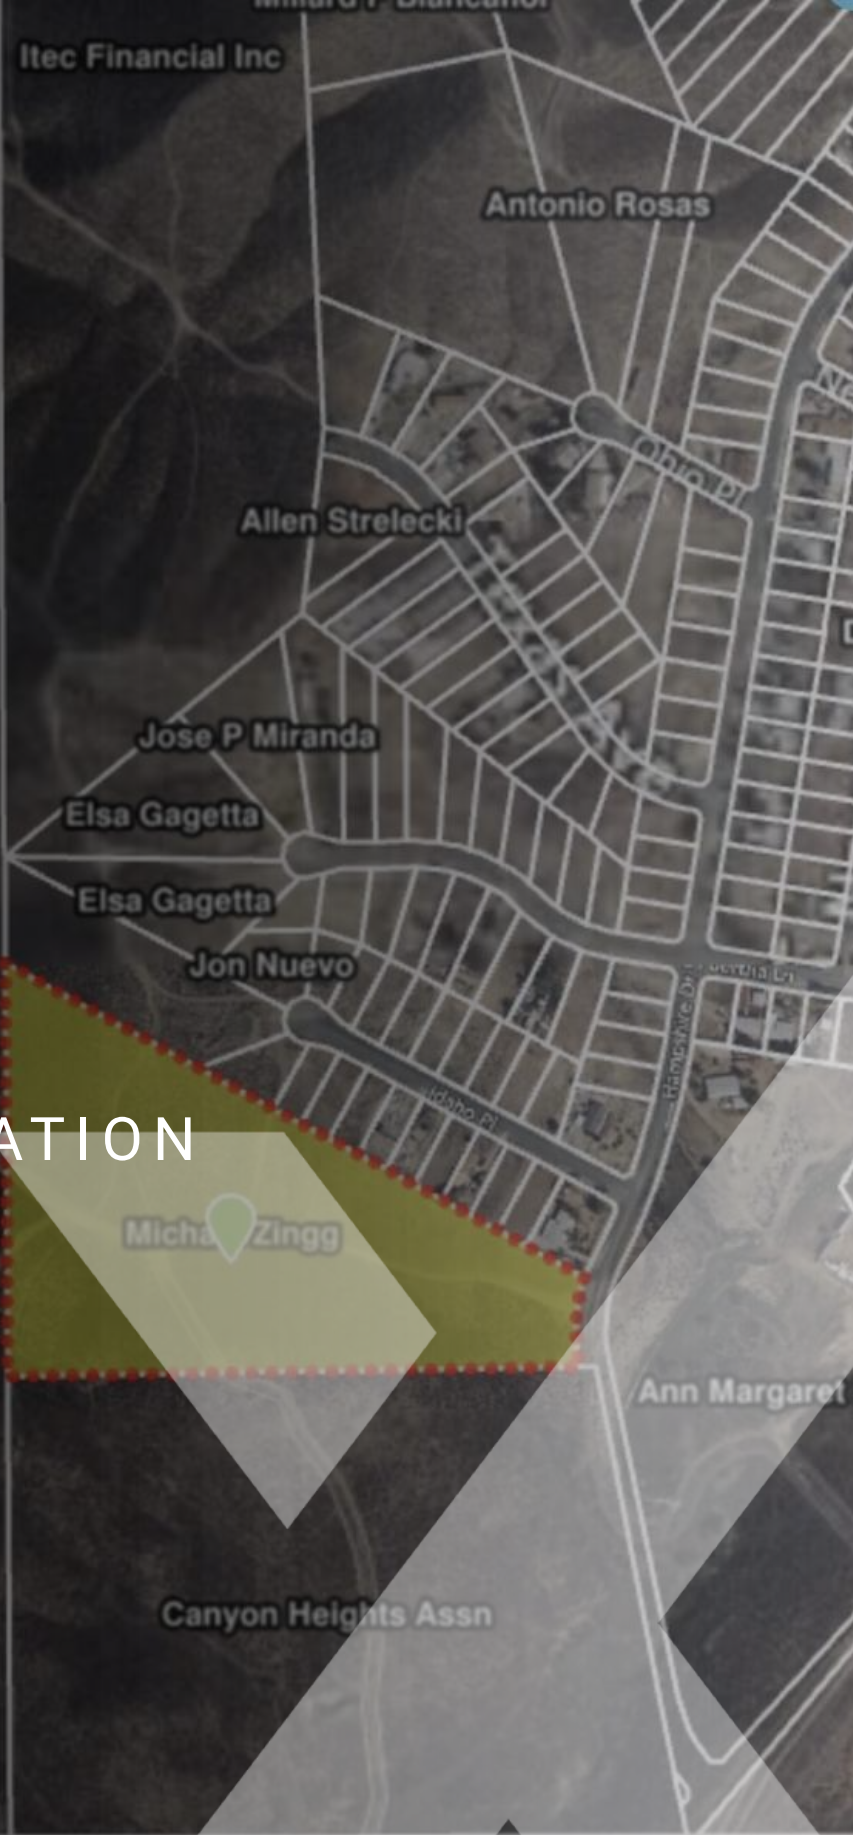 Itec Financial Inc
Antonio Rosas
Ohio Pl
Allen Strelecki
Jose P Miranda
Elsa Gagetta
Elsa Gagetta
Jon Nuevo
Hampshire Dr
Idaho Pl
ATION
Zingg
Ann Margaret
Canyon Heights Assn